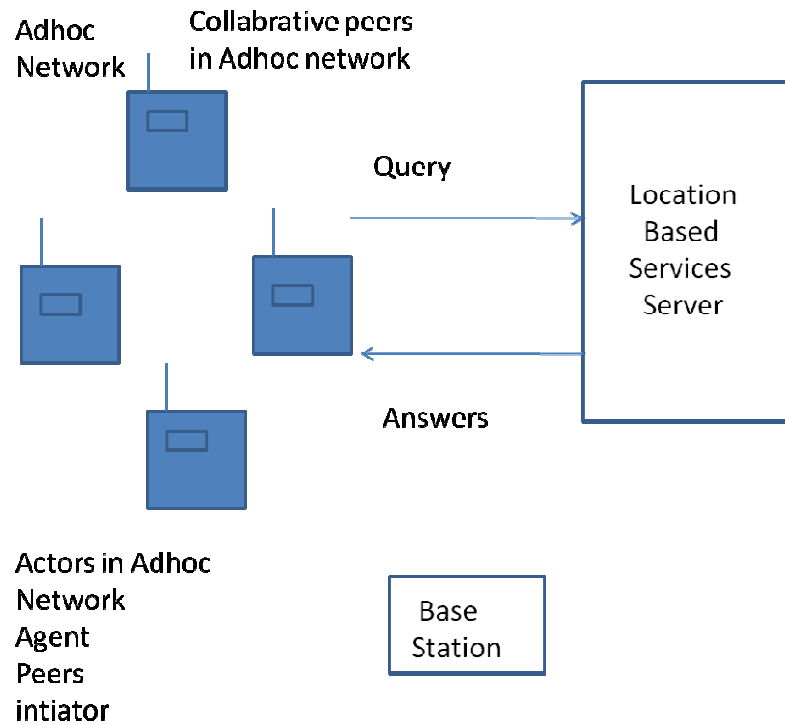 Adhoc
Network
Collabrative peers
in Adhoc network
Query
Location
Based
Services
Server
Answers
Actors in Adhoc
Network
Agent
Peers
intiator
Base
Station